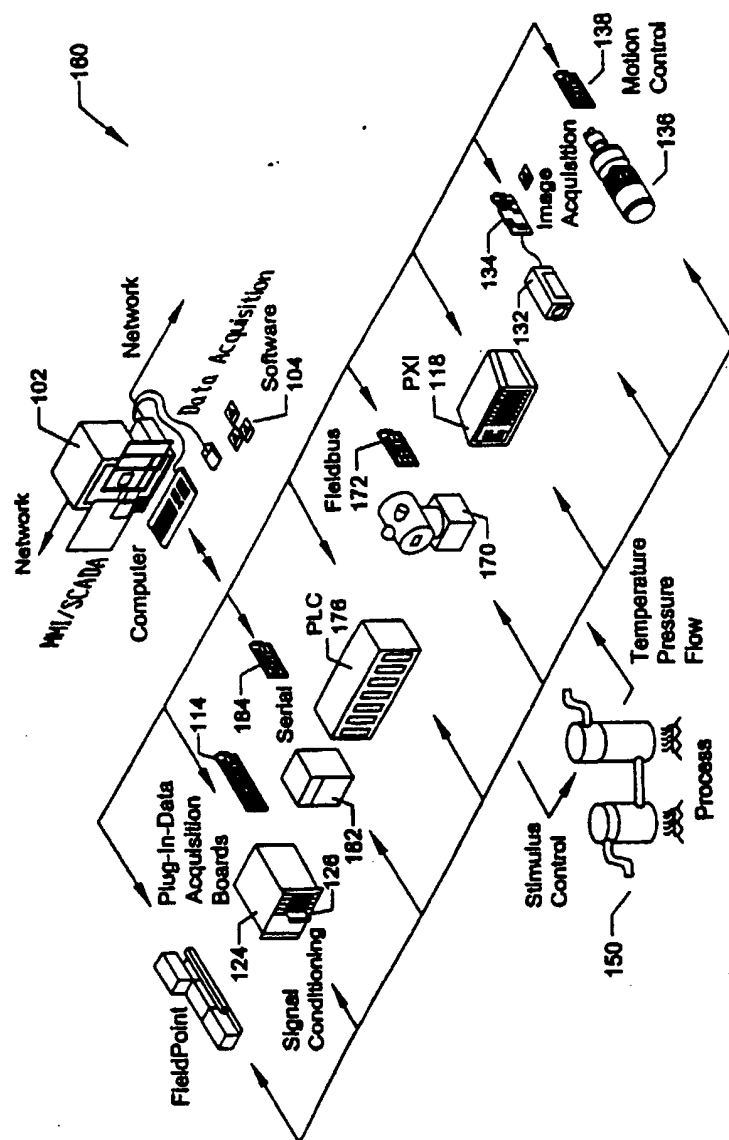 160
102
Network
Network
MMI/SCADA
Data Acquisition
Computer
Software
104
FieldPoint
Plug-In-Data
Acquisition
Boards
114
124
126
Signal
Conditioning
184
Serial
182
PLC
176
Fieldbus
172
170
PXI
118
134
132
Image
Acquisition
138
Motion
Control
136
150
Process
Stimulus
Control
Temperature
Pressure
Flow